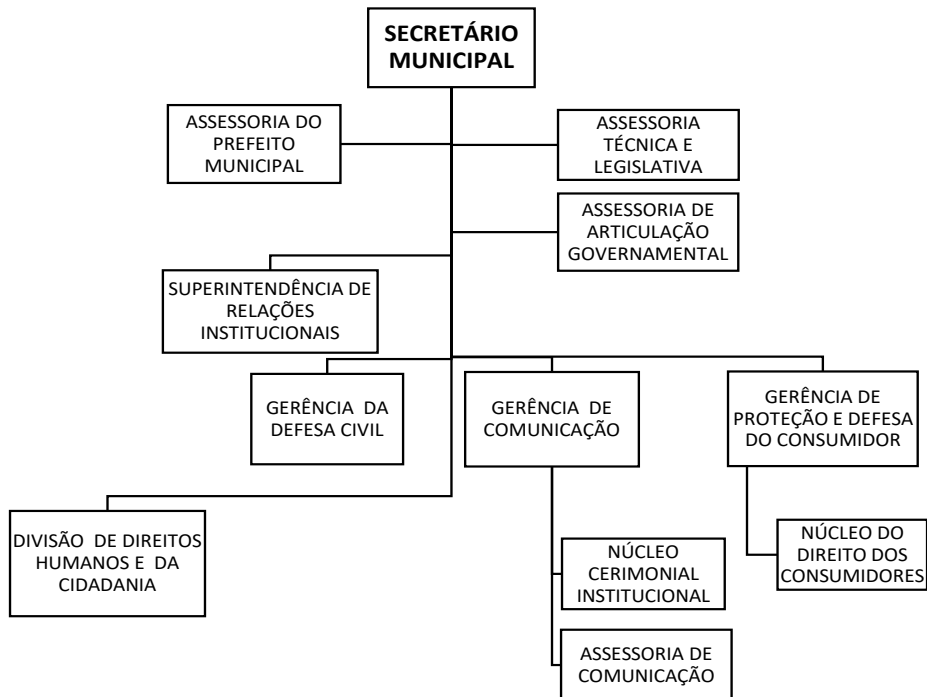 SECRETÁRIO
MUNICIPAL
ASSESSORIA DO
PREFEITO
MUNICIPAL
ASSESSORIA
TÉCNICA E
LEGISLATIVA
ASSESSORIA DE
ARTICULAÇÃO
GOVERNAMENTAL
SUPERINTENDÊNCIA DE
RELAÇÕES
INSTITUCIONAIS
GERÊNCIA DA
DEFESA CIVIL
GERÊNCIA DE
COMUNICAÇÃO
GERÊNCIA DE
PROTEÇÃO E DEFESA
DO CONSUMIDOR
DIVISÃO DE DIREITOS
HUMANOS E DA
CIDADANIA
NÚCLEO
CERIMONIAL
INSTITUCIONAL
NÚCLEO DO
DIREITO DOS
CONSUMIDORES
ASSESSORIA DE
COMUNICAÇÃO